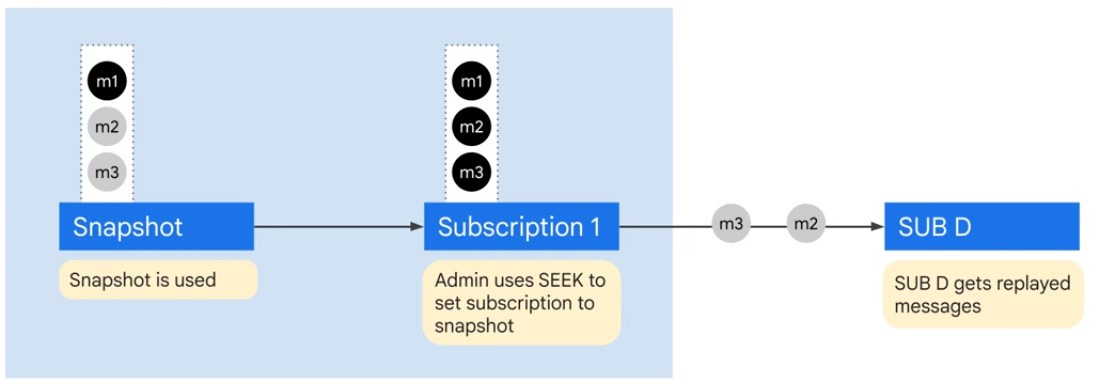 m1
m2
m3
m1
m2
m3
Snapshot
Subscription 1
m3
m2
SUB D
Snapshot is used
Admin uses SEEK to
set subscription to
snapshot
SUB D gets replayed
messages